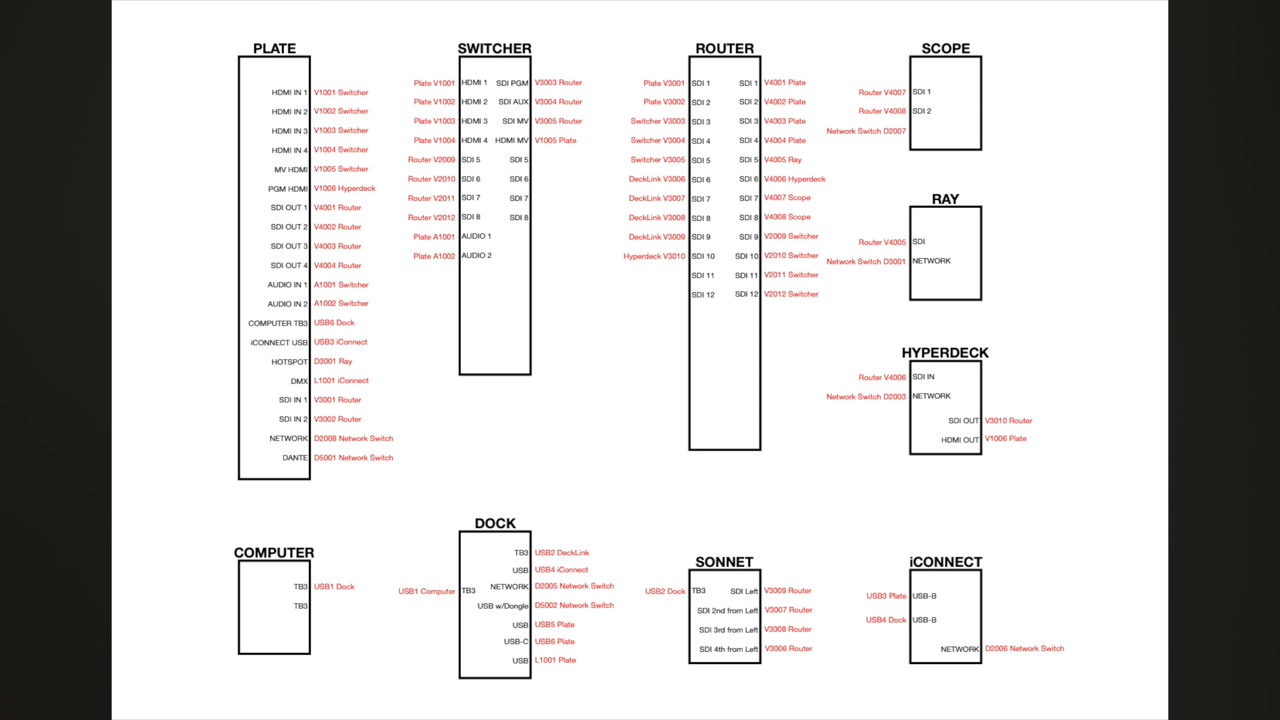 PLATE
HDMI IN 1 V1001 Switcher
HDMI IN 2 V1002 Switcher
HDMI IN 3 V1003 Switcher
HDMI IN 4 V1004 Switcher
MV HDMI V1005 Switcher
PGM HDMI V1006 Hyperdeck
SDI OUT 1 V4001 Router
SDI OUT 2 V4002 Router
SDI OUT 3 V4003 Router
SDI OUT 4 V4004 Router
AUDIO IN 1 A1001 Switcher
AUDIO IN 2 A1002 Switcher
COMPUTER TB3 USB6 Dock
iCONNECT USB USB3 iConnect
HOTSPOT D3001 Ray
DMX L1001 iConnect
SDI IN 1 V3001 Router
SDI IN 2 V3002 Router
NETWORK D2008 Network Switch
DANTE D5001 Network Switch
SWITCHER
Plate V1001 HDMI 1 SDI PGM V3003 Router
Plate V1002 HDMI 2 SDI AUX V3004 Router
Plate V1003 HDMI 3 SDI MV V3005 Router
Plate V1004 HDMI 4 HDMI MV V1005 Plate
Router V2009 SDI 5 SDI 5
Router V2010 SDI 6 SDI 6
Router V2011 SDI 7 SDI 7
Router V2012 SDI 8 SDI 8
Plate A1001 AUDIO 1
Plate A1002 AUDIO 2
ROUTER
Plate V3001 SDI 1 SDI 1 V4001 Plate
Plate V3002 SDI 2 SDI 2 V4002 Plate
Switcher V3003 SDI 3 SDI 3 V4003 Plate
Switcher V3004 SDI 4 SDI 4 V4004 Plate
Switcher V3005 SDI 5 SDI 5 V4005 Ray
DeckLink V3006 SDI 6 SDI 6 V4006 Hyperdeck
DeckLink V3007 SDI 7 SDI 7 V4007 Scope
DeckLink V3008 SDI 8 SDI 8 V4008 Scope
DeckLink V3009 SDI 9 SDI 9 V2009 Switcher
Hyperdeck V3010 SDI 10 SDI 10 V2010 Switcher
SDI 11 SDI 11 V2011 Switcher
SDI 12 SDI 12 V2012 Switcher
SCOPE
Router V4007 SDI 1
Router V4008 SDI 2
Network Switch D2007
RAY
Router V4005 SDI
Network Switch D3001 NETWORK
HYPERDECK
Router V4006 SDI IN
Network Switch D2003 NETWORK
SDI OUT V3010 Router
HDMI OUT V1006 Plate
COMPUTER
TB3 USB1 Dock
TB3
DOCK
TB3 USB2 DeckLink
USB USB4 iConnect
NETWORK D2005 Network Switch
USB1 Computer TB3
USB w/Dongle D5002 Network Switch
USB USB5 Plate
USB-C USB6 Plate
USB L1001 Plate
SONNET
USB2 Dock TB3 SDI Left V3009 Router
SDI 2nd from Left V3007 Router
SDI 3rd from Left V3008 Router
SDI 4th from Left V3006 Router
iCONNECT
USB3 Plate USB-B
USB4 Dock USB-B
NETWORK D2006 Network Switch